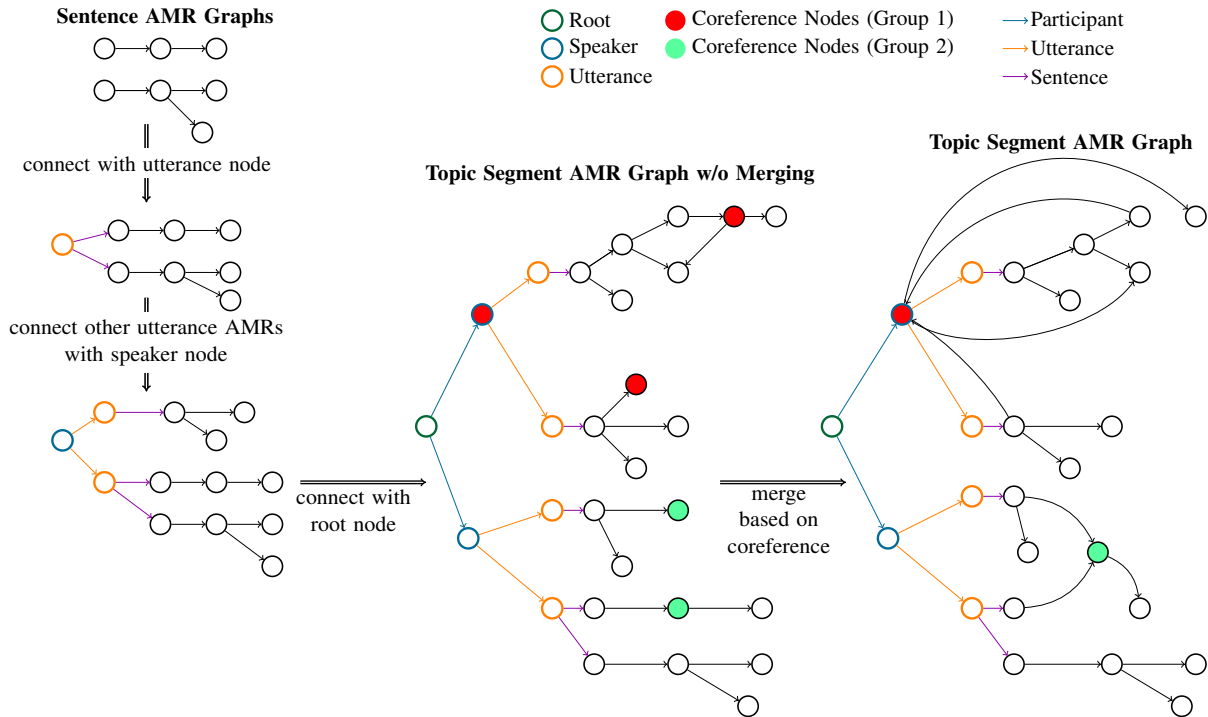 Sentence AMR Graphs
Root
Speaker
Utterance
Coreference Nodes (Group 1)
Coreference Nodes (Group 2)
Participant
Utterance
Sentence
connect with utterance node
connect other utterance AMRs
with speaker node
connect with
root node
Topic Segment AMR Graph w/o Merging
merge
based on
coreference
Topic Segment AMR Graph